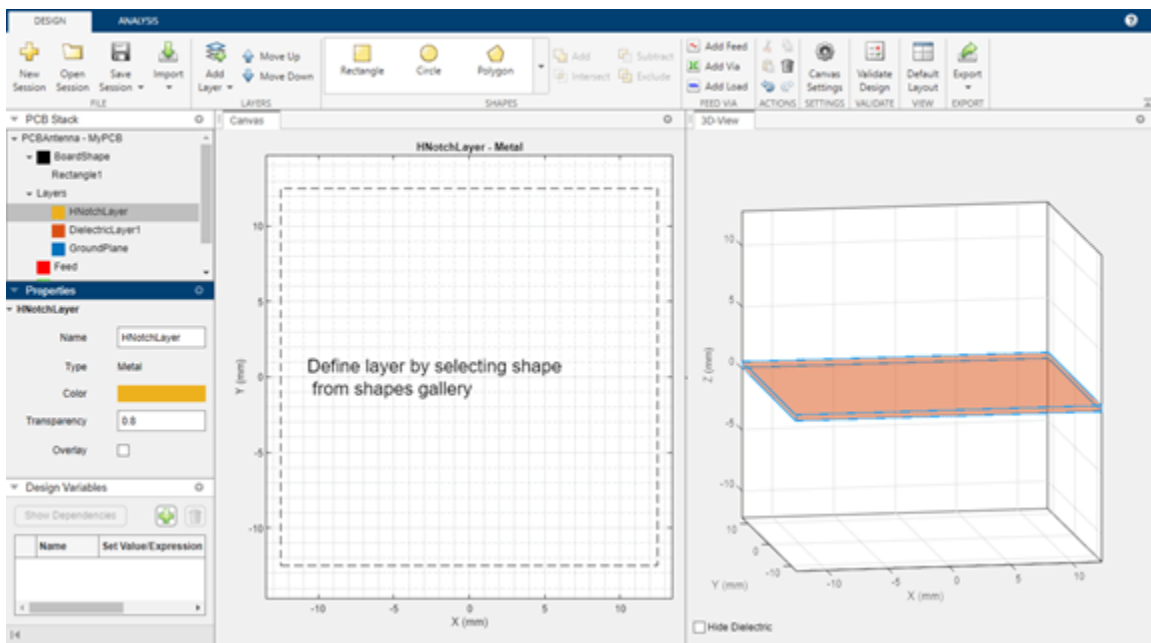 DESIGN
ANALYSIS
?
New Session
Open Session
Save Session
Import
FILE
Add Layer
Move Up
Move Down
LAYERS
Rectangle
Circle
Polygon
SHAPES
Add
Subtract
Intersect
Exclude
Add Feed
Add Via
Add Load
FEED VIA
ACTIONS
Canvas Settings
SETTINGS
Validate Design
VALIDATE
Default Layout
VIEW
Export
EXPORT
PCB Stack
PCBAntenna - MyPCB
BoardShape
Rectangle1
Layers
HNotchLayer
DielectricLayer1
GroundPlane
Feed
Properties
HNotchLayer
Name HNotchLayer
Type Metal
Color
Transparency 0.8
Overlay
Design Variables
Show Dependencies
Name Set Value/Expression
Canvas
HNotchLayer - Metal
10
5
0
-5
-10
Y (mm)
Define layer by selecting shape
from shapes gallery
-10 -5 0 5 10
X (mm)
3D-View
10
5
0
-5
-10
Z (mm)
10
0
-10
Y (mm)
-10 -5 0 5 10
X (mm)
Hide Dielectric